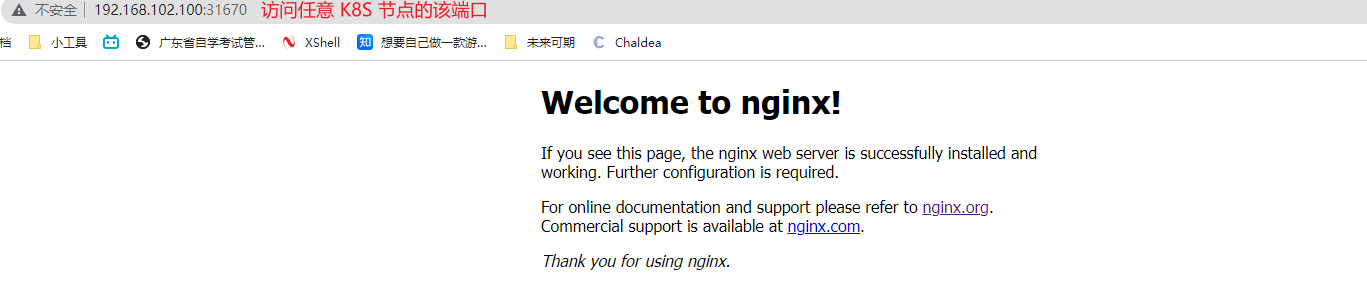 不安全 | 192.168.102.100:31670 访问任意 K8S 节点的该端口
档 小工具 广东省自学考试管... XShell 知 想要自己做一款游... 未来可期 Chaldea
Welcome to nginx!
If you see this page, the nginx web server is successfully installed and
working. Further configuration is required.
For online documentation and support please refer to nginx.org.
Commercial support is available at nginx.com.
Thank you for using nginx.